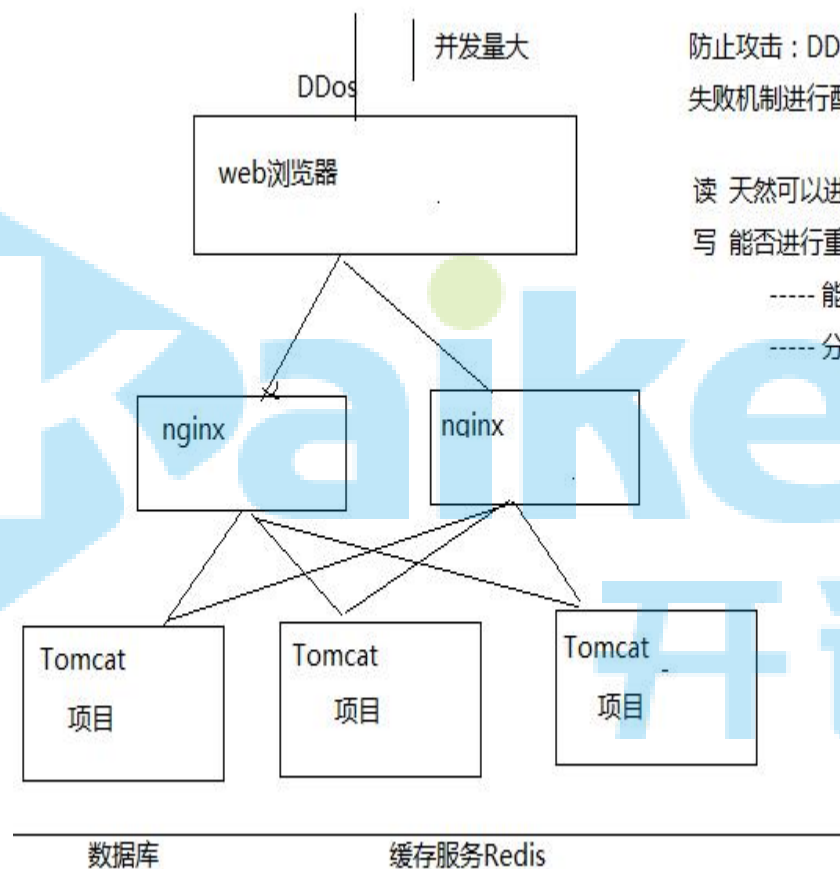 并发量大
DDos
web浏览器
防止攻击：DD
失败机制进行
读 天然可以进
写 能否进行重
----- 能
----- 分
nginx
nginx
Tomcat
项目
Tomcat
项目
Tomcat
项目
数据库
缓存服务Redis
aike
开